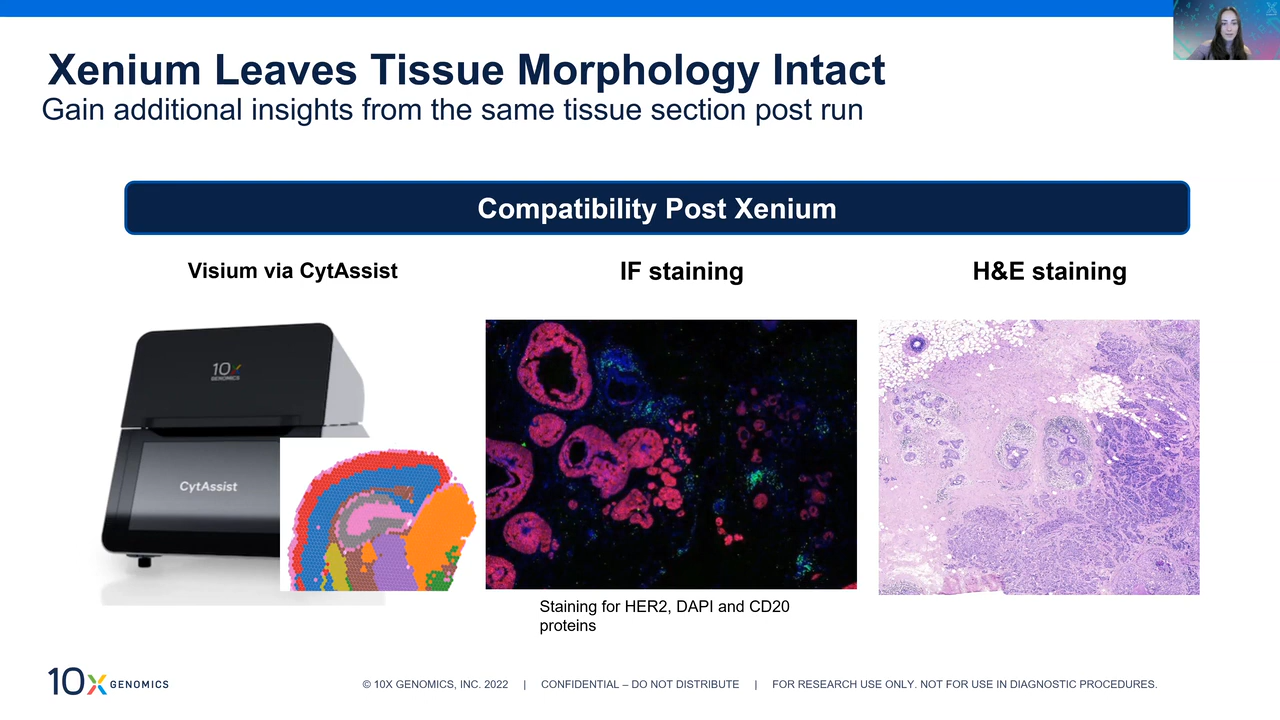 Xenium Leaves Tissue Morphology Intact
Gain additional insights from the same tissue section post run
Compatibility Post Xenium
Visium via CytAssist
IF staining
H&E staining
10x
GENOMICS
CytAssist
Staining for HER2, DAPI and CD20
proteins
10x GENOMICS
© 10X GENOMICS, INC. 2022 | CONFIDENTIAL – DO NOT DISTRIBUTE | FOR RESEARCH USE ONLY. NOT FOR USE IN DIAGNOSTIC PROCEDURES.